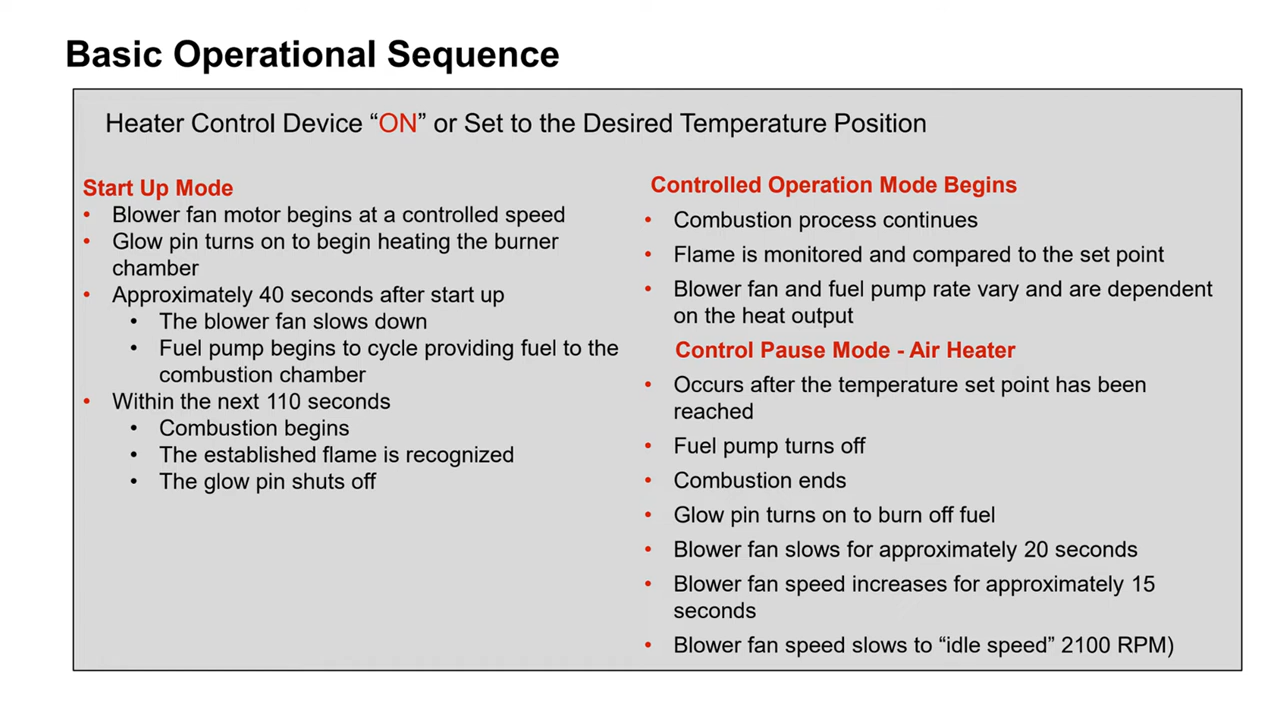 Basic Operational Sequence
Heater Control Device “ON” or Set to the Desired Temperature Position
Start Up Mode
• Blower fan motor begins at a controlled speed
• Glow pin turns on to begin heating the burner
chamber
• Approximately 40 seconds after start up
• The blower fan slows down
• Fuel pump begins to cycle providing fuel to the
combustion chamber
• Within the next 110 seconds
• Combustion begins
• The established flame is recognized
• The glow pin shuts off
Controlled Operation Mode Begins
• Combustion process continues
• Flame is monitored and compared to the set point
• Blower fan and fuel pump rate vary and are dependent
on the heat output
Control Pause Mode - Air Heater
• Occurs after the temperature set point has been
reached
• Fuel pump turns off
• Combustion ends
• Glow pin turns on to burn off fuel
• Blower fan slows for approximately 20 seconds
• Blower fan speed increases for approximately 15
seconds
• Blower fan speed slows to “idle speed” 2100 RPM)